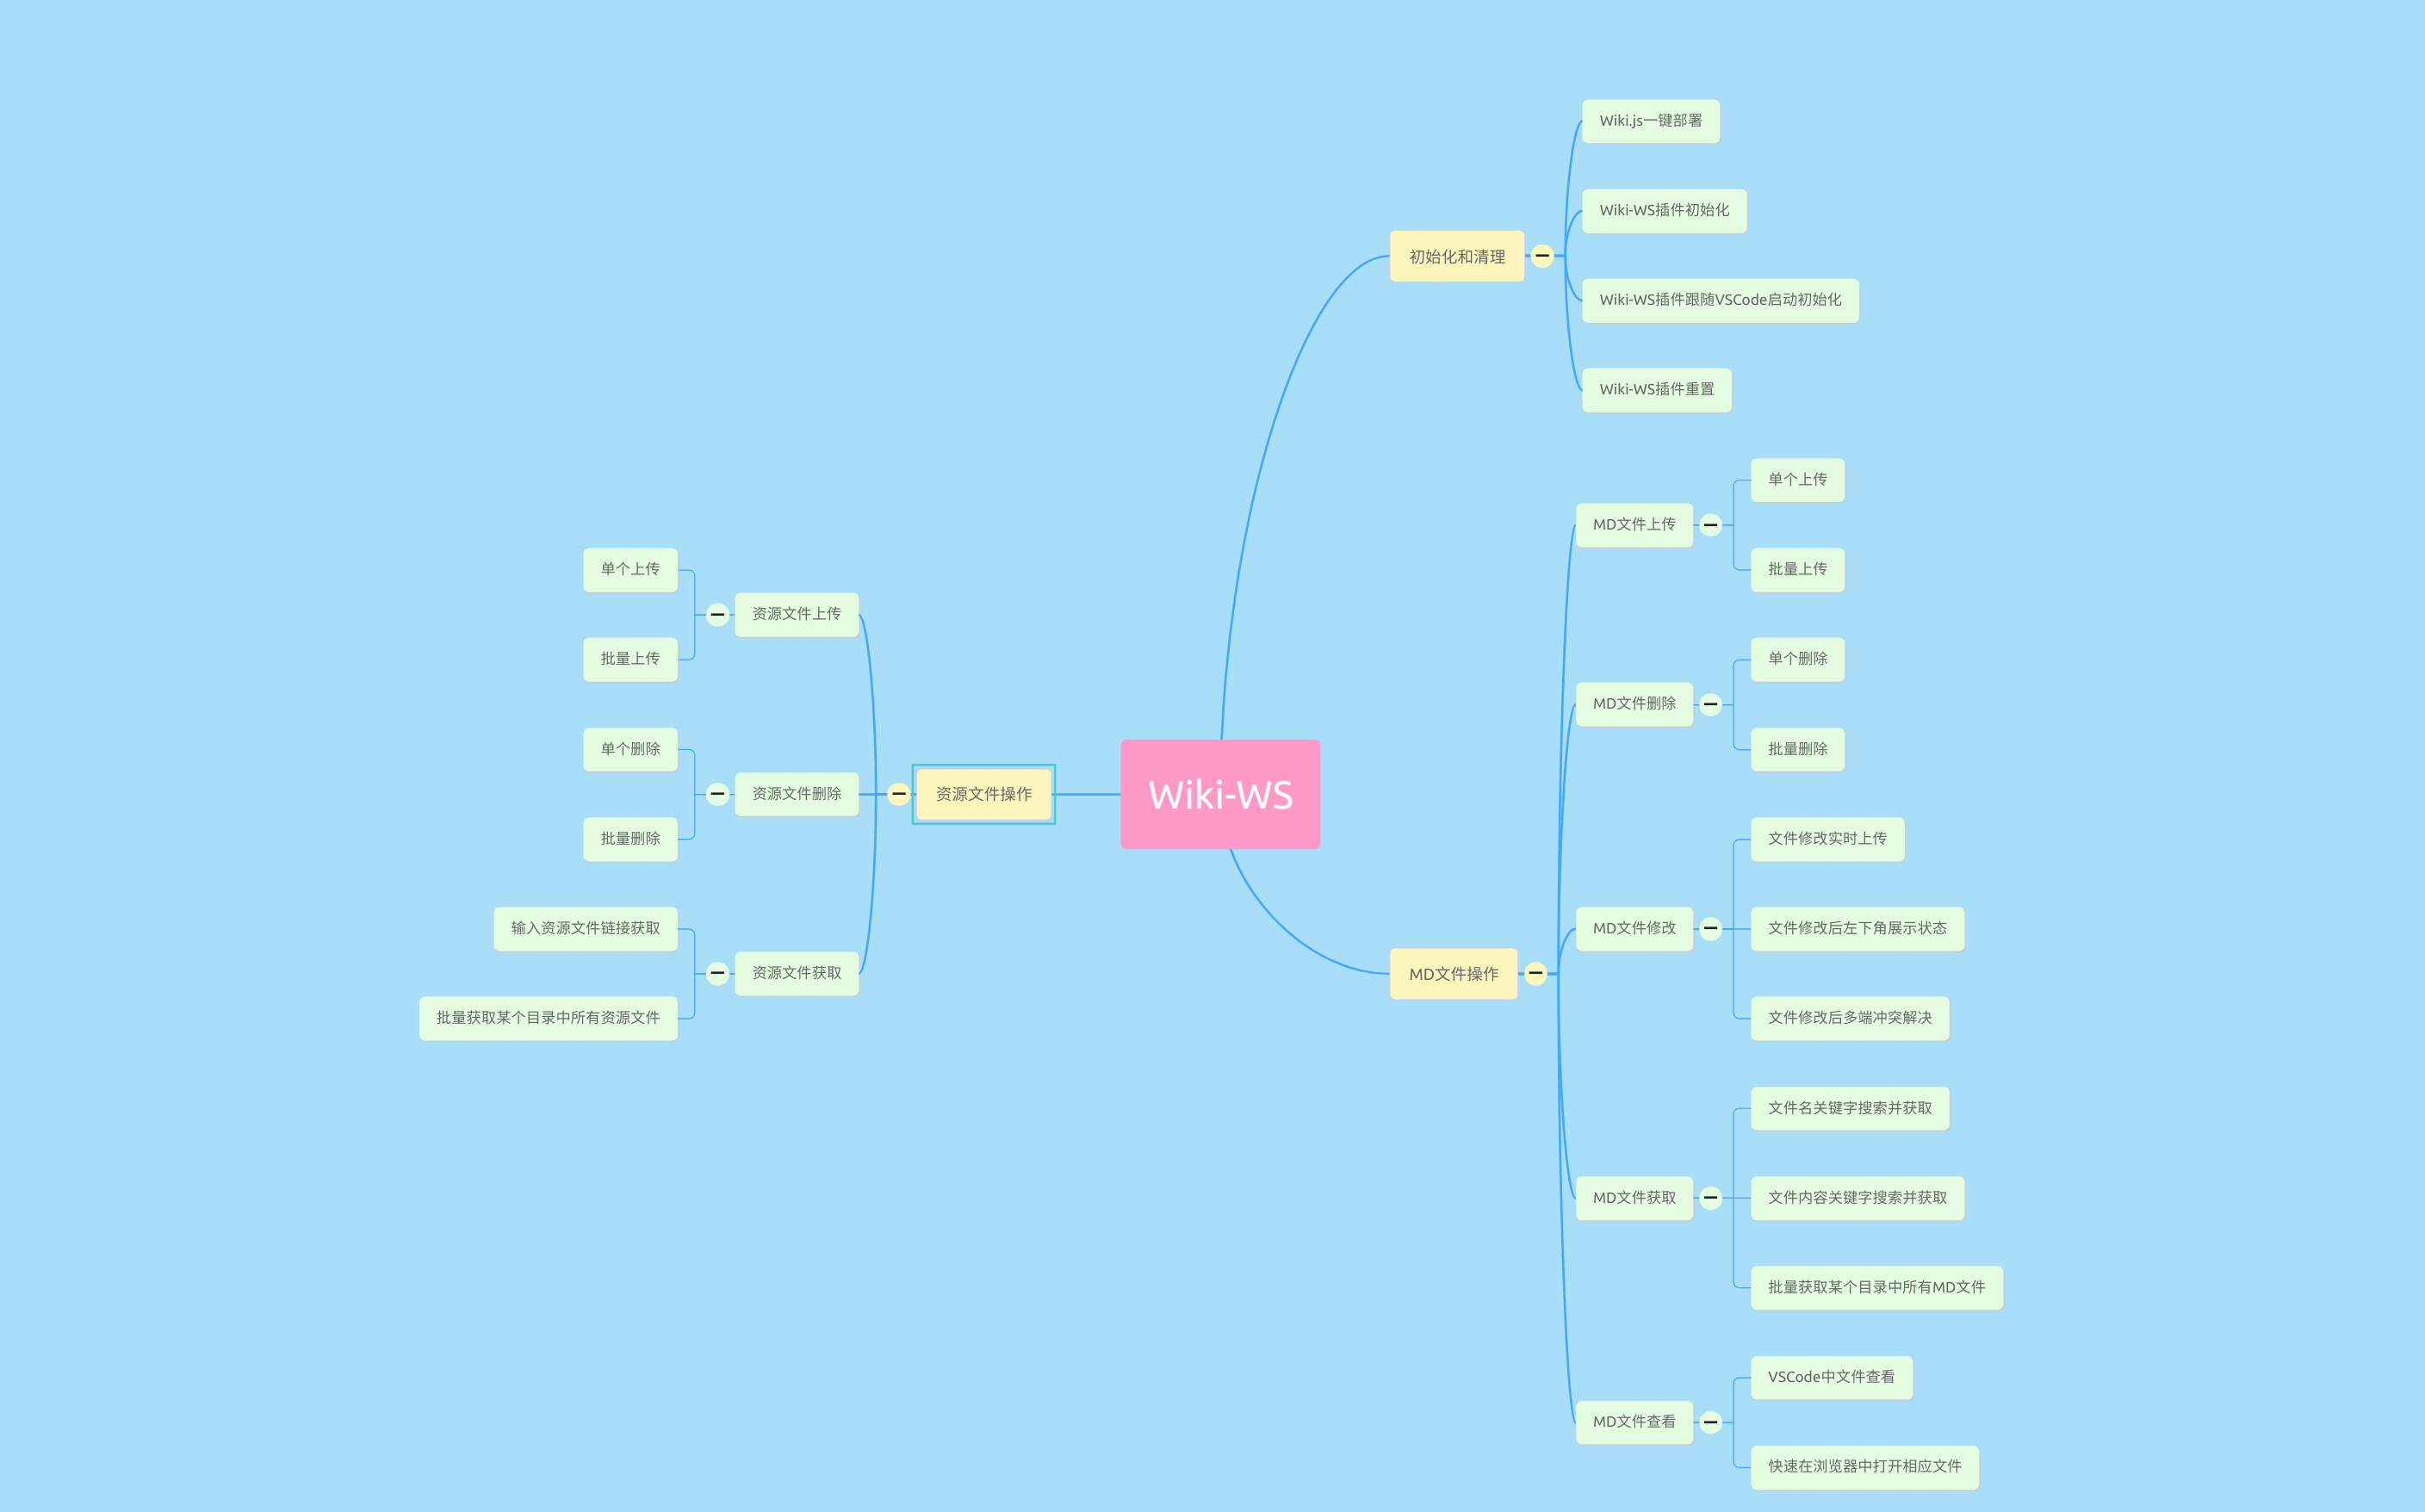 Wiki-WS
初始化和清理
Wiki.js一键部署
Wiki-WS插件初始化
Wiki-WS插件跟随VSCode启动初始化
Wiki-WS插件重置
MD文件操作
MD文件上传
单个上传
批量上传
MD文件删除
单个删除
批量删除
MD文件修改
文件修改实时上传
文件修改后左下角展示状态
文件修改后多端冲突解决
MD文件获取
文件名关键字搜索并获取
文件内容关键字搜索并获取
批量获取某个目录中所有MD文件
MD文件查看
VSCode中文件查看
快速在浏览器中打开相应文件
资源文件操作
资源文件上传
单个上传
批量上传
资源文件删除
单个删除
批量删除
资源文件获取
输入资源文件链接获取
批量获取某个目录中所有资源文件